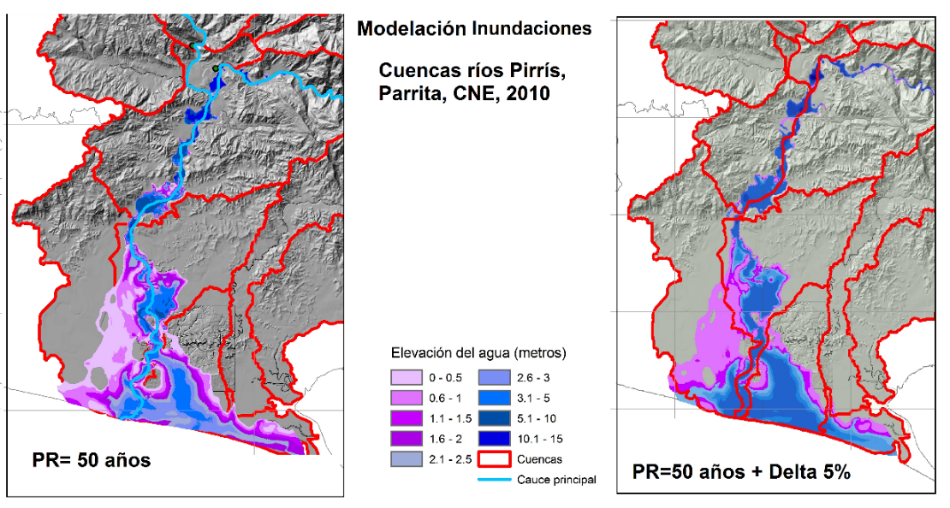 Modelación Inundaciones
Cuencas ríos Pirrís,
Parrita, CNE, 2010
Elevación del agua (metros)
0 - 0.5
0.6 - 1
1.1 - 1.5
1.6 - 2
2.1 - 2.5
2.6 - 3
3.1 - 5
5.1 - 10
10.1 - 15
Cuencas
Cauce principal
PR= 50 años
PR=50 años + Delta 5%